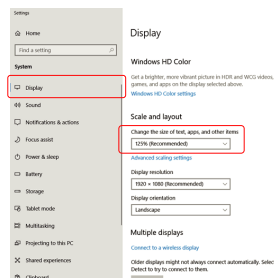 Settings
Home
Find a setting
System
Display
Sound
Notifications & actions
Focus assist
Power & sleep
Battery
Storage
Tablet mode
Multitasking
Projecting to this PC
Shared experiences
Clipboard
Display
Windows HD Color
Get a brighter, more vibrant picture in HDR and WCG videos,
games, and apps on the display selected above.
Windows HD Color settings
Scale and layout
Change the size of text, apps, and other items
125% (Recommended)
Advanced scaling settings
Display resolution
1920 × 1080 (Recommended)
Display orientation
Landscape
Multiple displays
Connect to a wireless display
Older displays might not always connect automatically. Selec
Detect to try to connect to them.